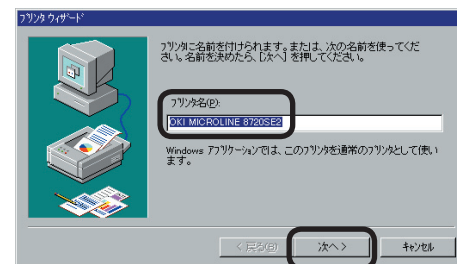 プリンタ ウィザード
プリンタに名前を付けられます。または、次の名前を使ってくだ
さい。名前を決めたら、[次へ] を押してください。
プリンタ名(P):
OKI MICROLINE 8720SE2
Windows アプリケーションでは、このプリンタを通常のプリンタとして使い
ます。
< 戻る(B) 次へ > キャンセル